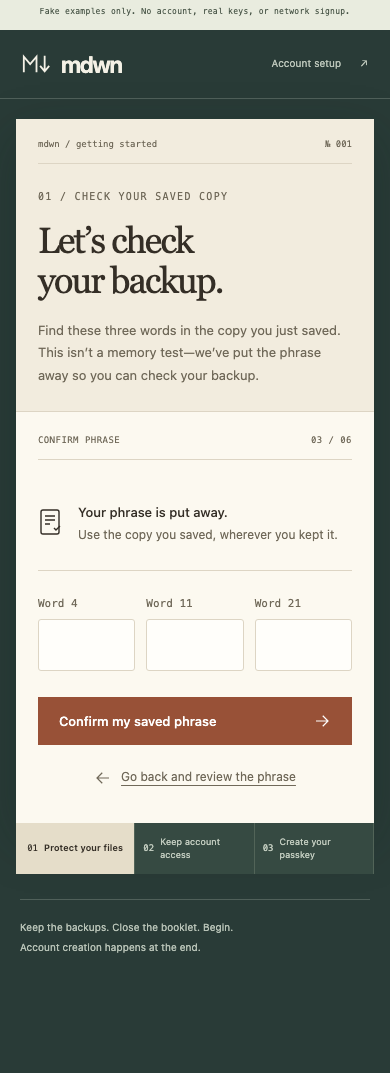 Fake examples only. No account, real keys, or network signup.
M↓ mdwn
Account setup ↗
mdwn / getting started
№ 001
01 / CHECK YOUR SAVED COPY
Let’s check
your backup.
Find these three words in the copy you just saved.
This isn’t a memory test—we’ve put the phrase
away so you can check your backup.
CONFIRM PHRASE
03 / 06
Your phrase is put away.
Use the copy you saved, wherever you kept it.
Word 4
Word 11
Word 21
Confirm my saved phrase →
← Go back and review the phrase
01 Protect your files
02 Keep account
access
03 Create your
passkey
Keep the backups. Close the booklet. Begin.
Account creation happens at the end.